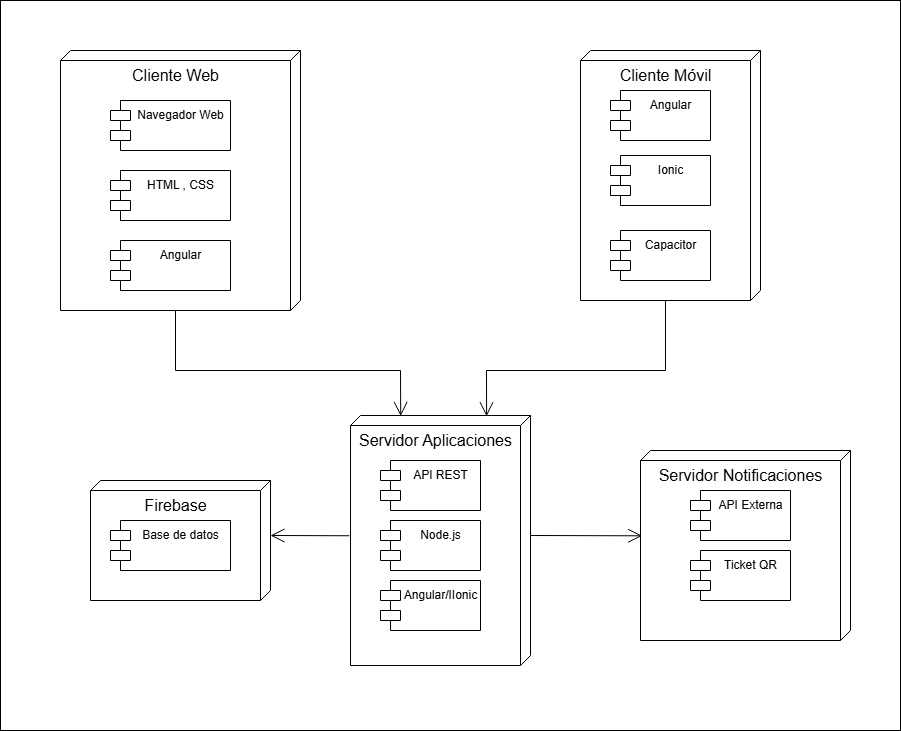 Cliente Web
Navegador Web
HTML , CSS
Angular
Cliente Móvil
Angular
Ionic
Capacitor
Servidor Aplicaciones
API REST
Node.js
Angular/IIonic
Firebase
Base de datos
Servidor Notificaciones
API Externa
Ticket QR